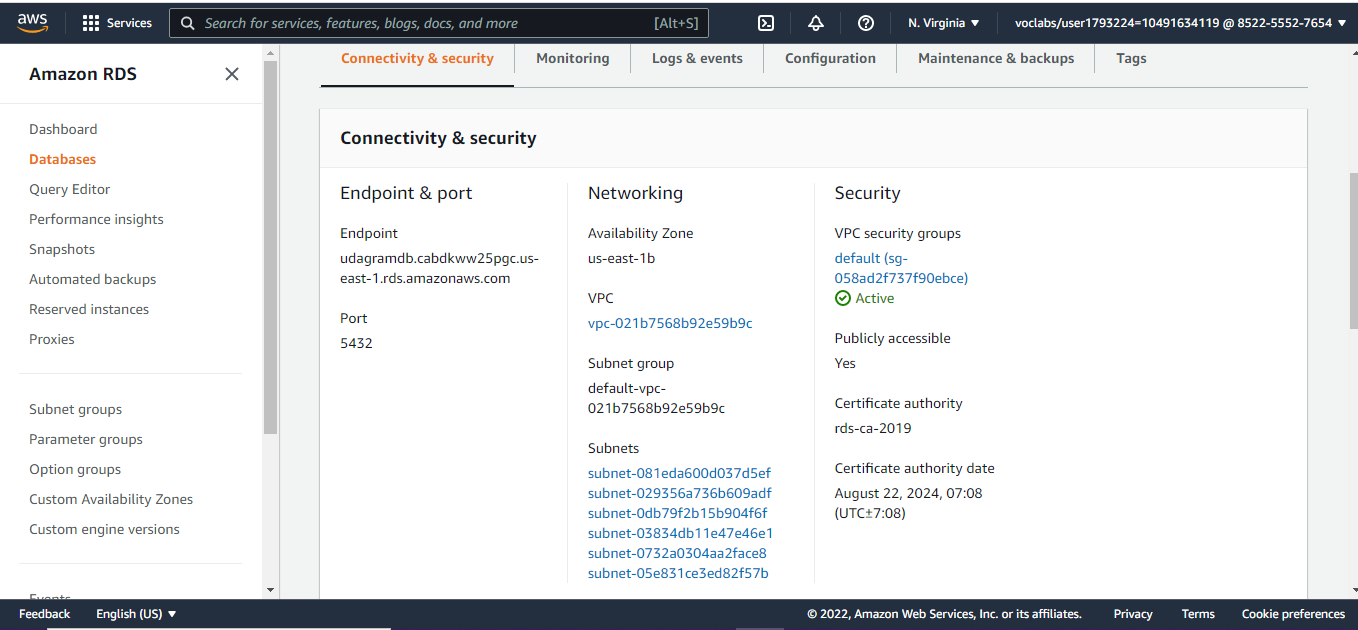 aws
Services
Search for services, features, blogs, docs, and more
[Alt+S]
N. Virginia
voclabs/user1793224=10491634119 @ 8522-5552-7654
Amazon RDS
Dashboard
Databases
Query Editor
Performance insights
Snapshots
Automated backups
Reserved instances
Proxies
Subnet groups
Parameter groups
Option groups
Custom Availability Zones
Custom engine versions
Events
Connectivity & security
Monitoring
Logs & events
Configuration
Maintenance & backups
Tags
Connectivity & security
Endpoint & port
Endpoint
udagramdb.cabdkww25pgc.us-
east-1.rds.amazonaws.com
Port
5432
Networking
Availability Zone
us-east-1b
VPC
vpc-021b7568b92e59b9c
Subnet group
default-vpc-
021b7568b92e59b9c
Subnets
subnet-081eda600d037d5ef
subnet-029356a736b609adf
subnet-0db79f2b15b904f6f
subnet-03834db11e47e46e1
subnet-0732a0304aa2face8
subnet-05e831ce3ed82f57b
Security
VPC security groups
default (sg-
058ad2f737f90ebce)
Active
Publicly accessible
Yes
Certificate authority
rds-ca-2019
Certificate authority date
August 22, 2024, 07:08
(UTC±7:08)
Feedback
English (US)
© 2022, Amazon Web Services, Inc. or its affiliates.
Privacy
Terms
Cookie preferences